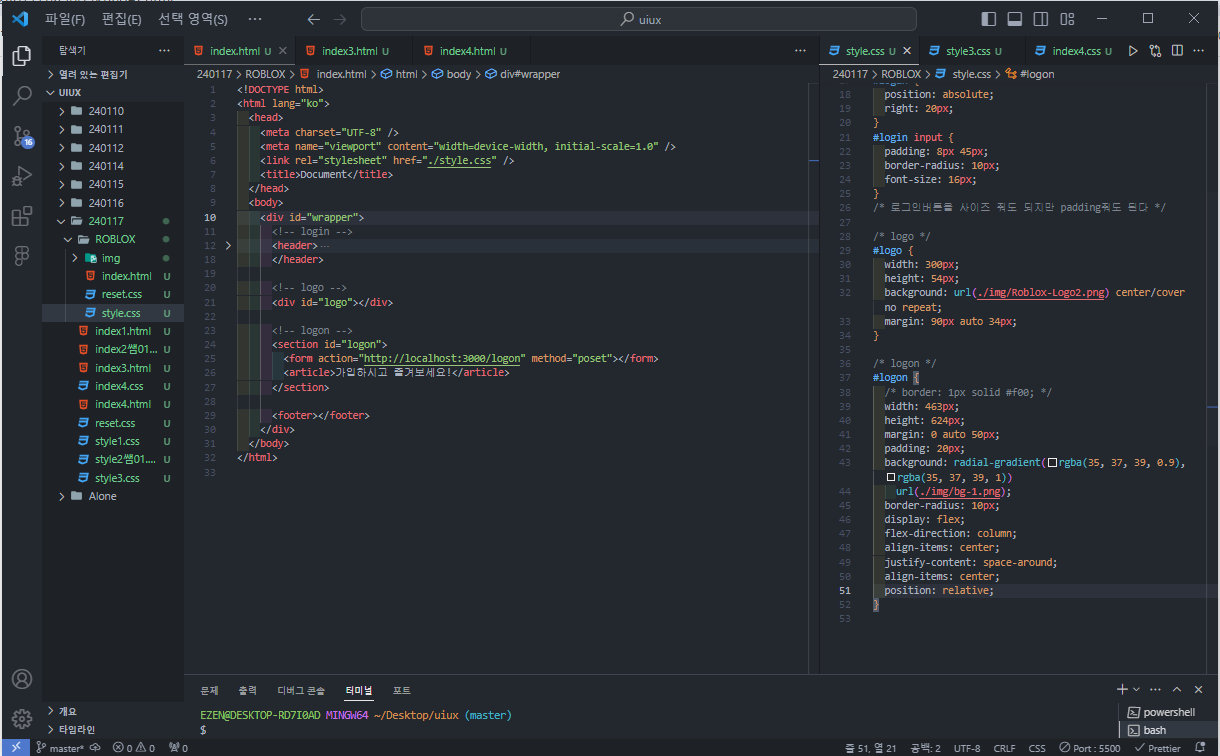 파일(F) 편집(E) 선택 영역(S) ··· uiux
탐색기
열려 있는 편집기
UIUX
240110
240111
240112
240114
240115
240116
240117
ROBLOX
img
index.html U
reset.css U
style.css U
index1.html U
index2쌤01... U
index3.html U
index4.css U
index4.html U
reset.css U
style1.css U
style2쌤01.... U
style3.css U
Alone
개요
타임라인
16
index.html U index3.html U index4.html U
240117 > ROBLOX > index.html > html > body > div#wrapper
1 <!DOCTYPE html>
2 <html lang="ko">
3 <head>
4 <meta charset="UTF-8" />
5 <meta name="viewport" content="width=device-width, initial-scale=1.0" />
6 <link rel="stylesheet" href="./style.css" />
7 <title>Document</title>
8 </head>
9 <body>
10 <div id="wrapper">
11 <!-- login -->
12 <header>···
18 </header>
19
20 <!-- logo -->
21 <div id="logo"></div>
22
23 <!-- logon -->
24 <section id="logon">
25 <form action="http://localhost:3000/logon" method="poset"></form>
26 <article>가입하시고 즐겨보세요!</article>
27 </section>
28
29 <footer></footer>
30 </div>
31 </body>
32 </html>
33
style.css U style3.css U index4.css U
240117 > ROBLOX > style.css > #logon
18 position: absolute;
19 right: 20px;
20 }
21 #login input {
22 padding: 8px 45px;
23 border-radius: 10px;
24 font-size: 16px;
25 }
26 /* 로그인버튼을 사이즈 줘도 되지만 padding줘도 된다 */
27
28 /* logo */
29 #logo {
30 width: 300px;
31 height: 54px;
32 background: url(./img/Roblox-Logo2.png) center/cover
no repeat;
33 margin: 90px auto 34px;
34 }
35
36 /* logon */
37 #logon {
38 /* border: 1px solid #f00; */
39 width: 463px;
40 height: 624px;
41 margin: 0 auto 50px;
42 padding: 20px;
43 background: radial-gradient(rgba(35, 37, 39, 0.9),
rgba(35, 37, 39, 1))
44 url(./img/bg-1.png);
45 border-radius: 10px;
46 display: flex;
47 flex-direction: column;
48 align-items: center;
49 justify-content: space-around;
50 align-items: center;
51 position: relative;
52 }
53
문제 출력 디버그 콘솔 터미널 포트
EZEN@DESKTOP-RD7I0AD MINGW64 ~/Desktop/uiux (master)
$
powershell
bash
master* 0 0 0 줄 51, 열 21 공백: 2 UTF-8 CRLF CSS Port : 5500 Prettier